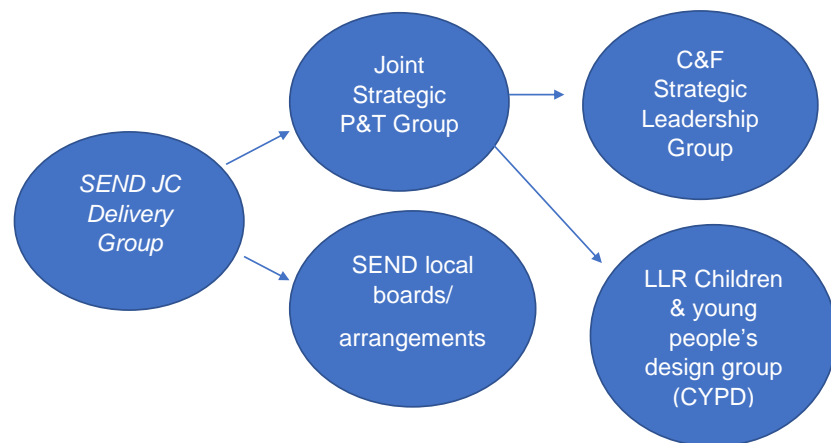 SEND JC
Delivery
Group
Joint
Strategic
P&T Group
SEND local
boards/
arrangements
C&F
Strategic
Leadership
Group
LLR Children
& young
people's
design group
(CYPD)